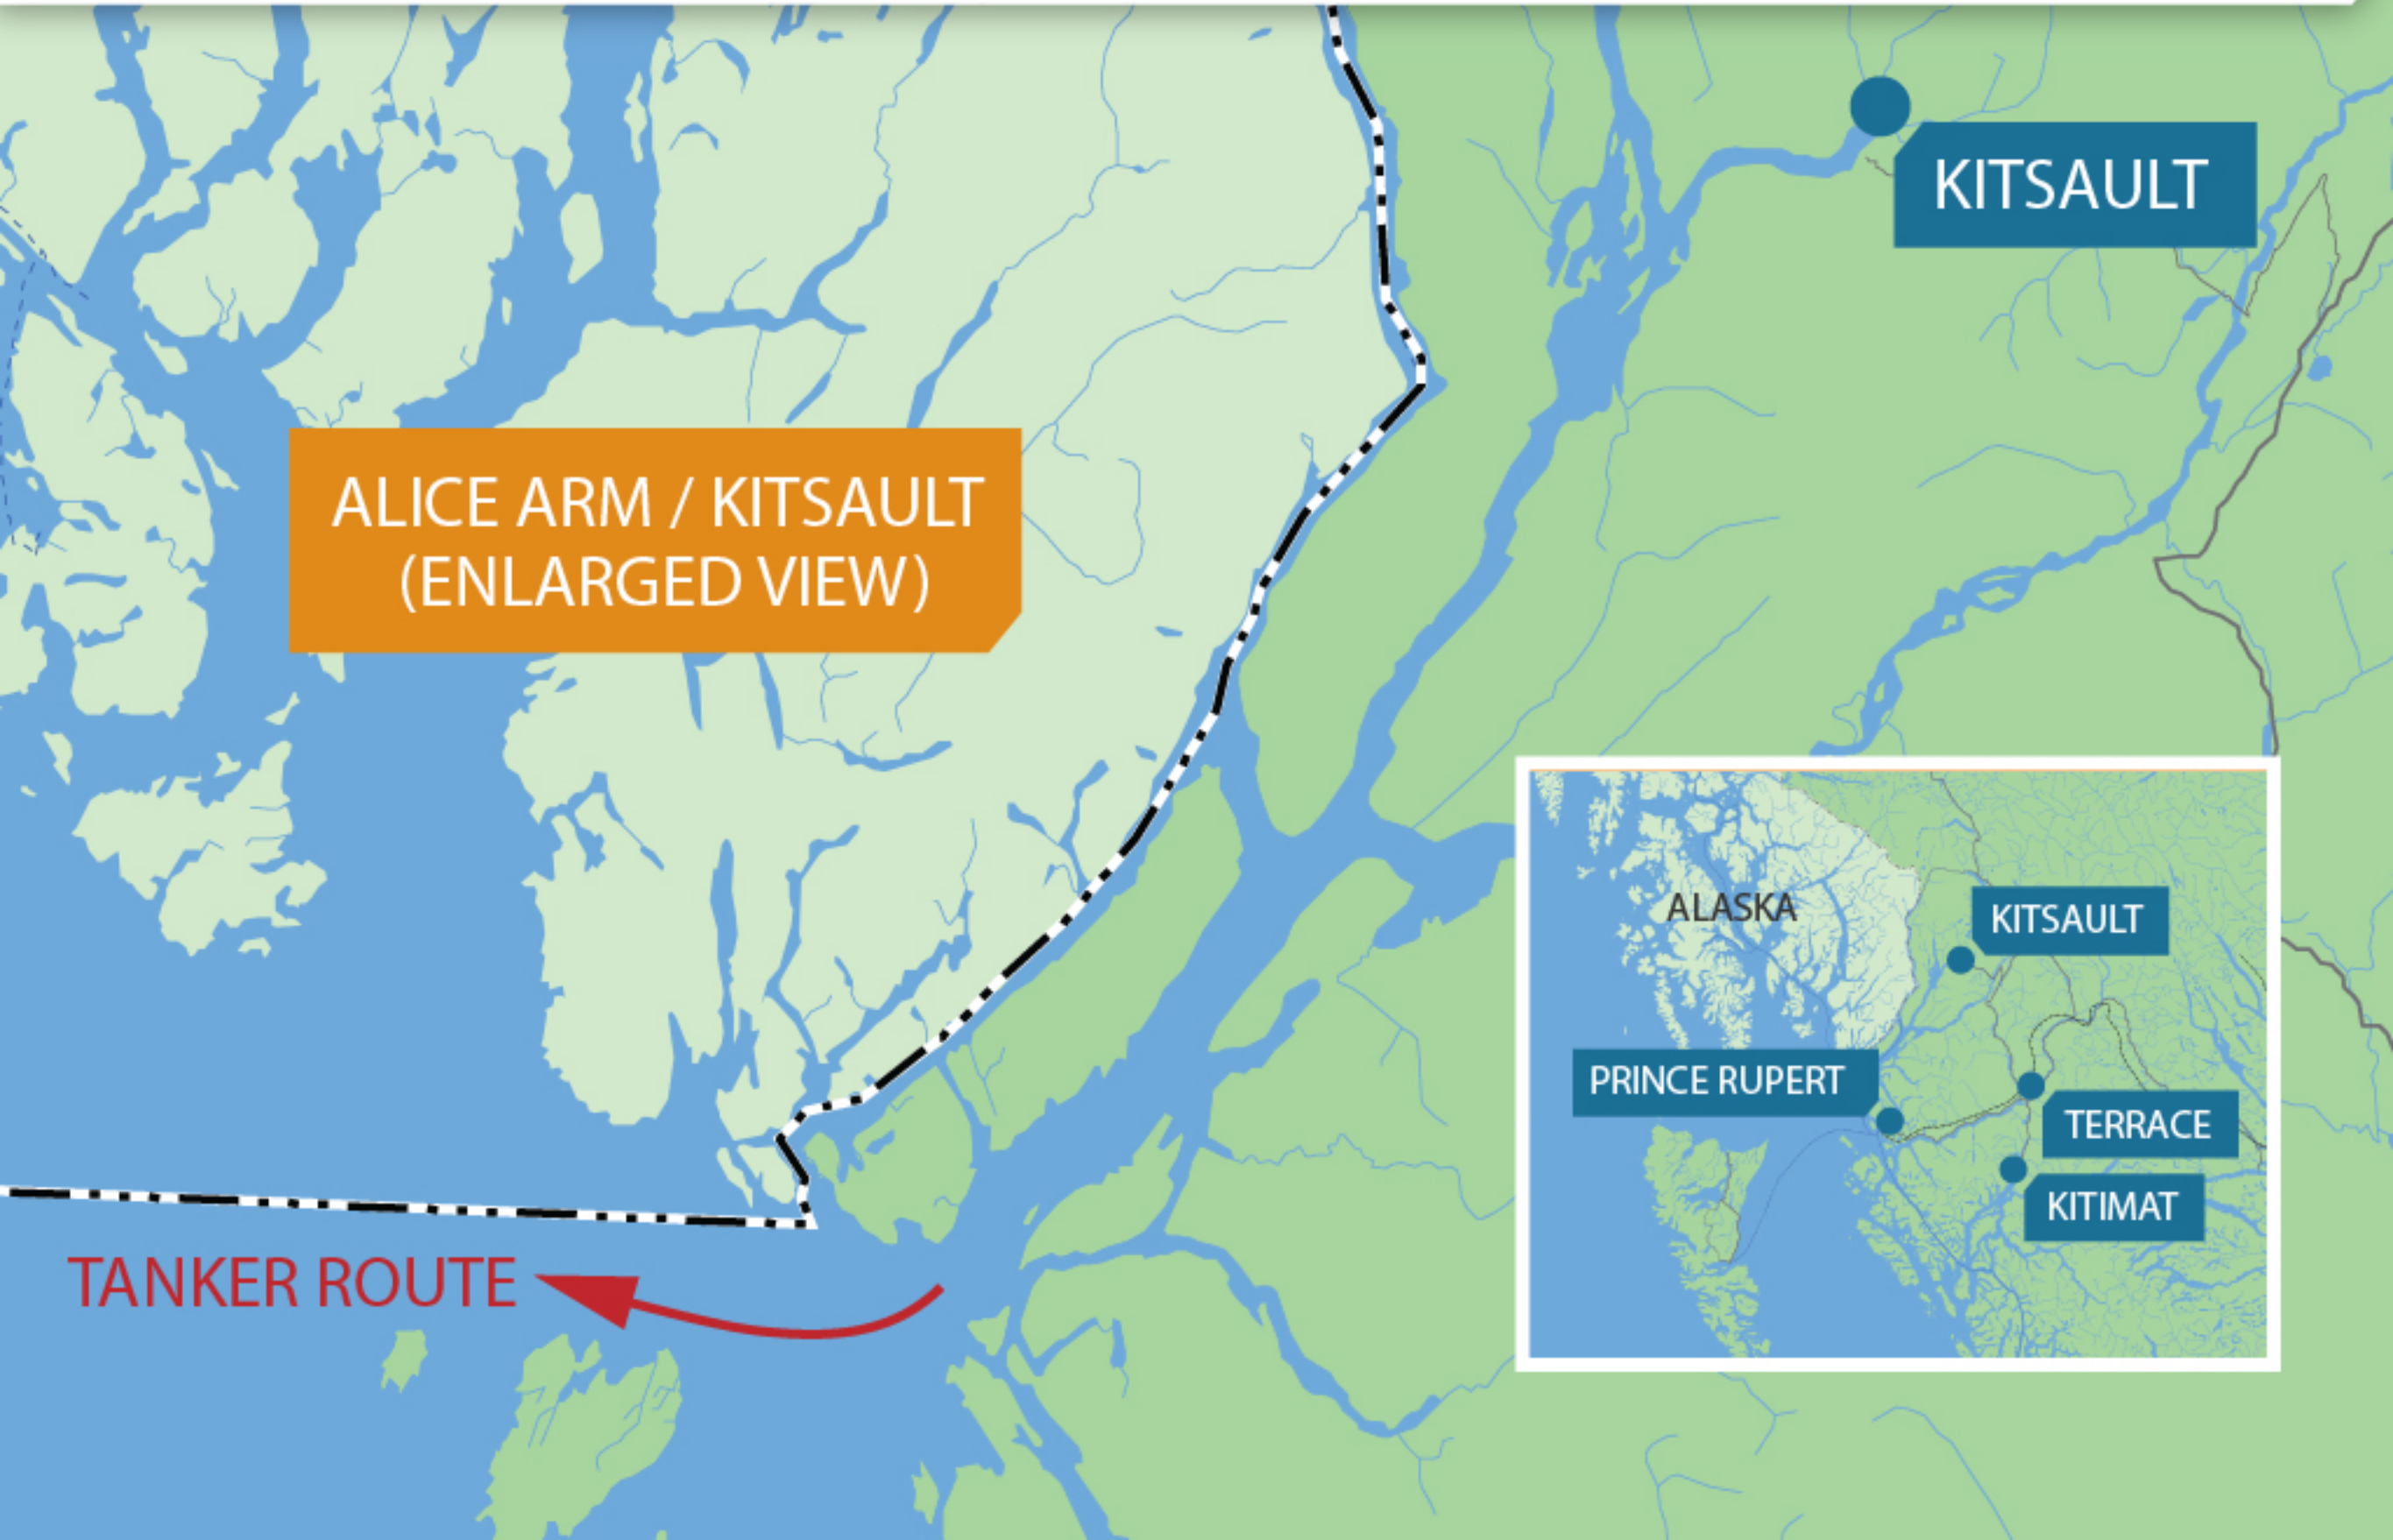 KITSAULT
ALICE ARM / KITSAULT
(ENLARGED VIEW)
ALASKA
KITSAULT
PRINCE RUPERT
TERRACE
KITIMAT
TANKER ROUTE